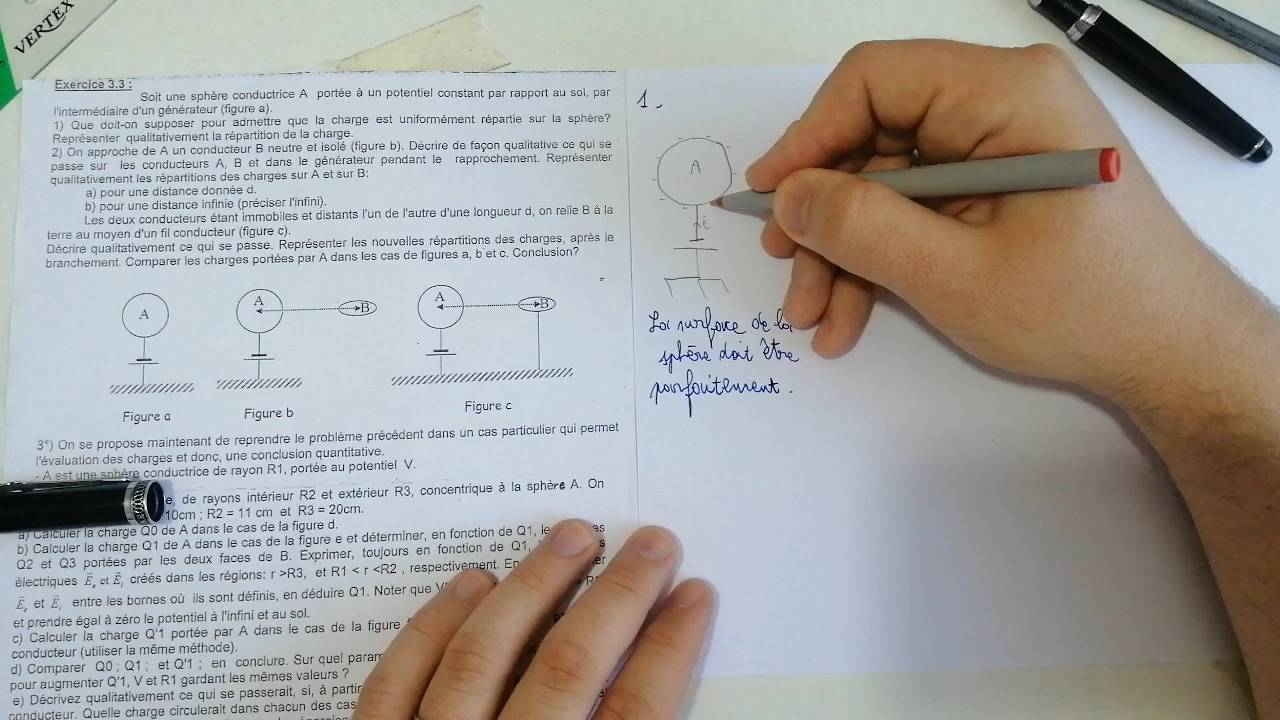 VERTEX
Exercice 3.3 :
Soit une sphère conductrice A portée à un potentiel constant par rapport au sol, par
l'intermédiaire d'un générateur (figure a).
1) Que doit-on supposer pour admettre que la charge est uniformément répartie sur la sphère?
Représenter qualitativement la répartition de la charge.
2) On approche de A un conducteur B neutre et isolé (figure b). Décrire de façon qualitative ce qui se
passe sur les conducteurs A, B et dans le générateur pendant le rapprochement. Représenter
qualitativement les répartitions des charges sur A et sur B:
a) pour une distance donnée d.
b) pour une distance infinie (préciser l'infini).
Les deux conducteurs étant immobiles et distants l'un de l'autre d'une longueur d, on relie B à la
terre au moyen d'un fil conducteur (figure c).
Décrire qualitativement ce qui se passe. Représenter les nouvelles répartitions des charges, après le
branchement. Comparer les charges portées par A dans les cas de figures a, b et c. Conclusion?
A
A
B
A
B
Figure a
Figure b
Figure c
3°) On se propose maintenant de reprendre le problème précédent dans un cas particulier qui permet
l'évaluation des charges et donc, une conclusion quantitative.
- A est une sphère conductrice de rayon R1, portée au potentiel V.
de rayons intérieur R2 et extérieur R3, concentrique à la sphère A. On
10cm ; R2 = 11 cm et R3 = 20cm.
a) Calculer la charge Q0 de A dans le cas de la figure d.
b) Calculer la charge Q1 de A dans le cas de la figure e et déterminer, en fonction de Q1,
Q2 et Q3 portées par les deux faces de B. Exprimer, toujours en fonction de Q1,
électriques E⃗e et E⃗i créés dans les régions: r >R3, et R1 < r <R2 , respectivement.
E⃗e et E⃗i entre les bornes où ils sont définis, en déduire Q1. Noter que
et prendre égal à zéro le potentiel à l'infini et au sol.
c) Calculer la charge Q'1 portée par A dans le cas de la figure
conducteur (utiliser la même méthode).
d) Comparer Q0 ; Q1 ; et Q'1 ; en conclure. Sur quel
pour augmenter Q'1, V et R1 gardant les mêmes valeurs ?
e) Décrivez qualitativement ce qui se passerait, si, à
conducteur. Quelle charge circulerait dans chacun des cas
1.
A
La surface de la
sphère doit être
parfaitement.